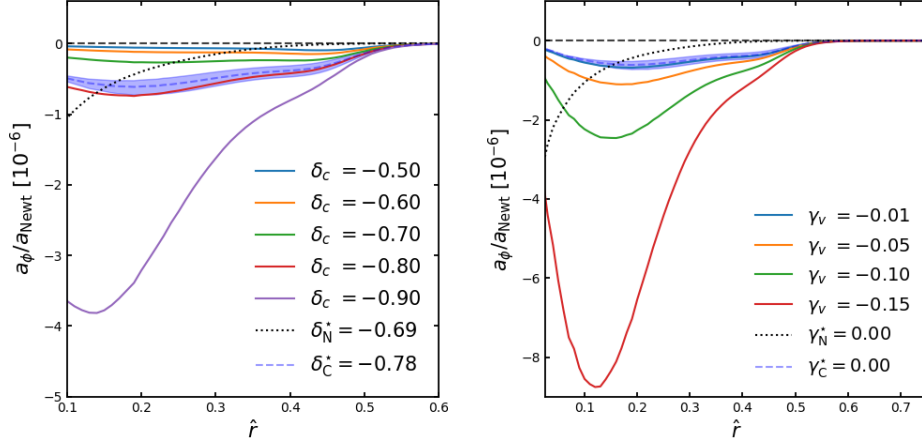 0
−1
−2
−3
−4
−5
a_ϕ/a_Newt [10⁻⁶]
0.1 0.2 0.3 0.4 0.5 0.6
r̂
δ_c = −0.50
δ_c = −0.60
δ_c = −0.70
δ_c = −0.80
δ_c = −0.90
δ_N^⋆ = −0.69
δ_C^⋆ = −0.78
0
−2
−4
−6
−8
a_ϕ/a_Newt [10⁻⁶]
0.1 0.2 0.3 0.4 0.5 0.6 0.7
r̂
γ_v = −0.01
γ_v = −0.05
γ_v = −0.10
γ_v = −0.15
γ_N^⋆ = 0.00
γ_C^⋆ = 0.00